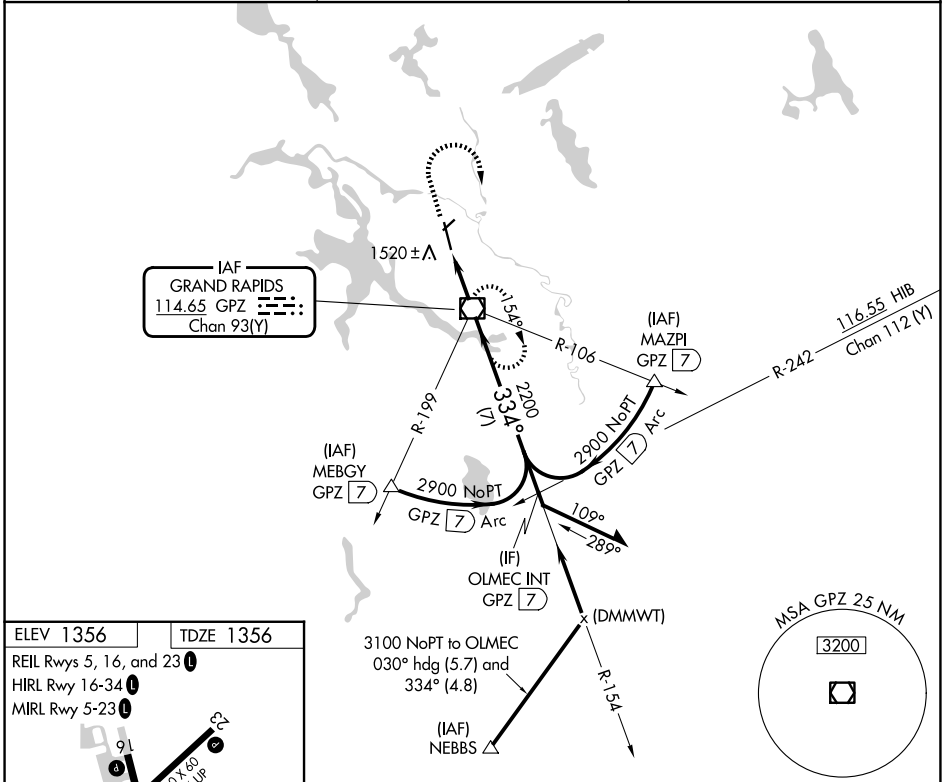 1520±
IAF
GRAND RAPIDS
114.65 GPZ
Chan 93(Y)
154°
R-106
(IAF)
MAZPI
GPZ 7
116.55 HIB
Chan 112 (Y)
R-242
R-199
2200
334°
(7)
2900 NoPT
GPZ 7 Arc
(IAF)
MEBGY
GPZ 7
2900 NoPT
GPZ 7 Arc
109°
289°
(IF)
OLMEC INT
GPZ 7
(DMMWT)
3100 NoPT to OLMEC
030° hdg (5.7) and
334° (4.8)
R-154
(IAF)
NEBBS
MSA GPZ 25 NM
3200
ELEV 1356
TDZE 1356
REIL Rwys 5, 16, and 23 L
HIRL Rwy 16-34 L
MIRL Rwy 5-23 L
23
16
P
P
X 60
UP